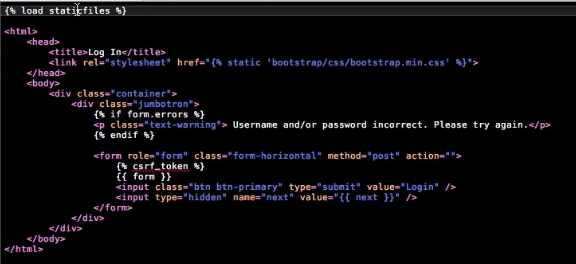 {% load staticfiles %}
<html>
<head>
<title>Log In</title>
<link rel="stylesheet" href="{% static 'bootstrap/css/bootstrap.min.css' %}">
</head>
<body>
<div class="container">
<div class="jumbotron">
{% if form.errors %}
<p class="text-warning"> Username and/or password incorrect. Please try again.</p>
{% endif %}
<form role="form" class="form-horizontal" method="post" action="">
{% csrf_token %}
{{ form }}
<input class="btn btn-primary" type="submit" value="Login" />
<input type="hidden" name="next" value="{{ next }}" />
</form>
</div>
</div>
</body>
</html>